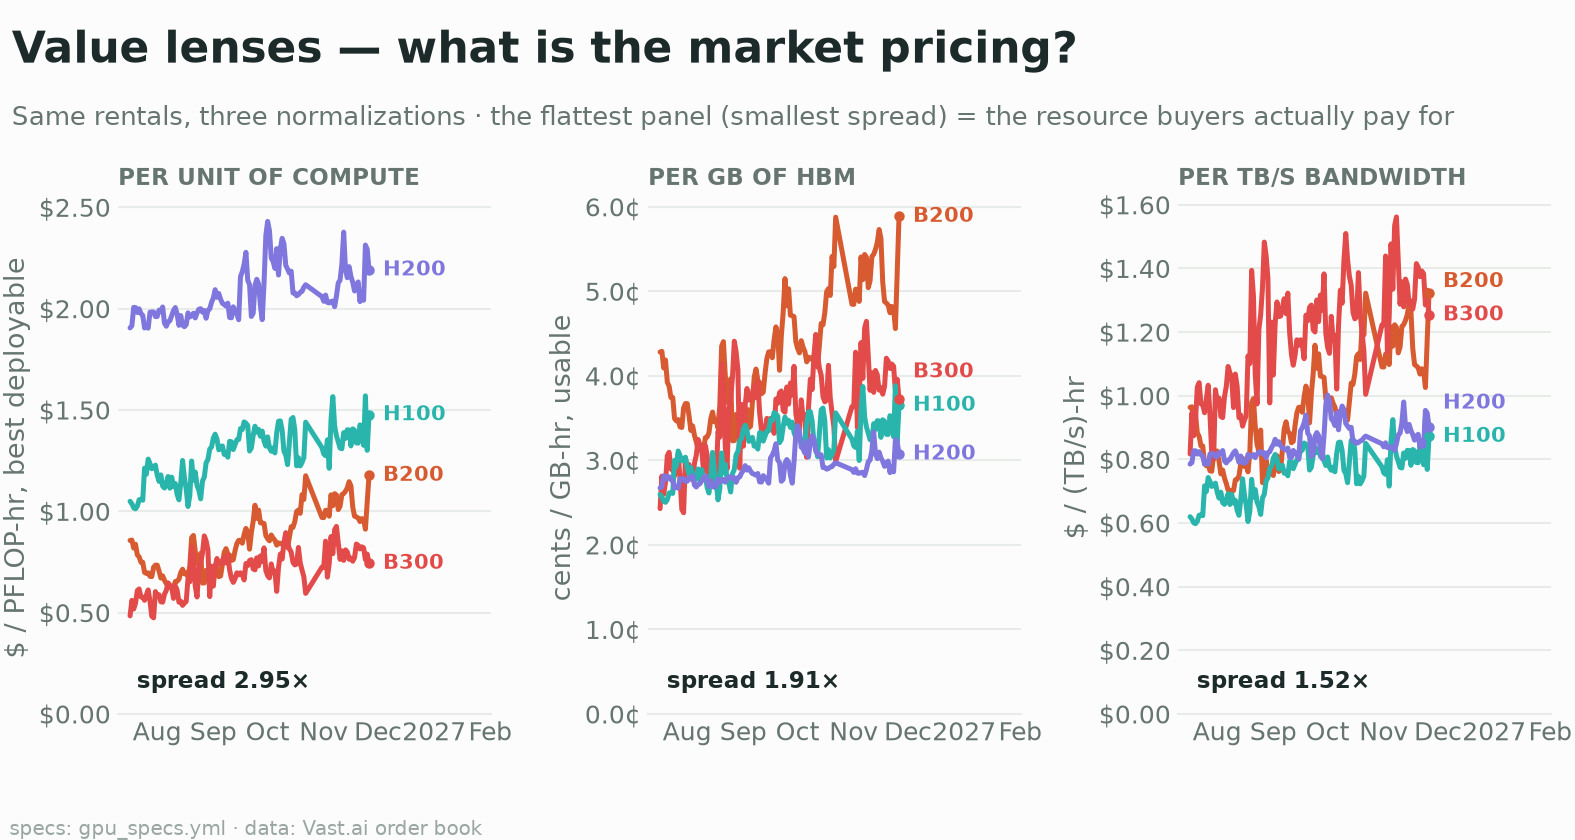 Value lenses — what is the market pricing?
Same rentals, three normalizations · the flattest panel (smallest spread) = the resource buyers actually pay for
PER UNIT OF COMPUTE
$ / PFLOP-hr, best deployable
$2.50
$2.00
$1.50
$1.00
$0.50
$0.00
H200
H100
B200
B300
spread 2.95×
Aug Sep Oct Nov Dec 2027 Feb
PER GB OF HBM
cents / GB-hr, usable
6.0¢
5.0¢
4.0¢
3.0¢
2.0¢
1.0¢
0.0¢
B200
B300
H100
H200
spread 1.91×
Aug Sep Oct Nov Dec 2027 Feb
PER TB/S BANDWIDTH
$ / (TB/s)-hr
$1.60
$1.40
$1.20
$1.00
$0.80
$0.60
$0.40
$0.20
$0.00
B200
B300
H200
H100
spread 1.52×
Aug Sep Oct Nov Dec 2027 Feb
specs: gpu_specs.yml · data: Vast.ai order book